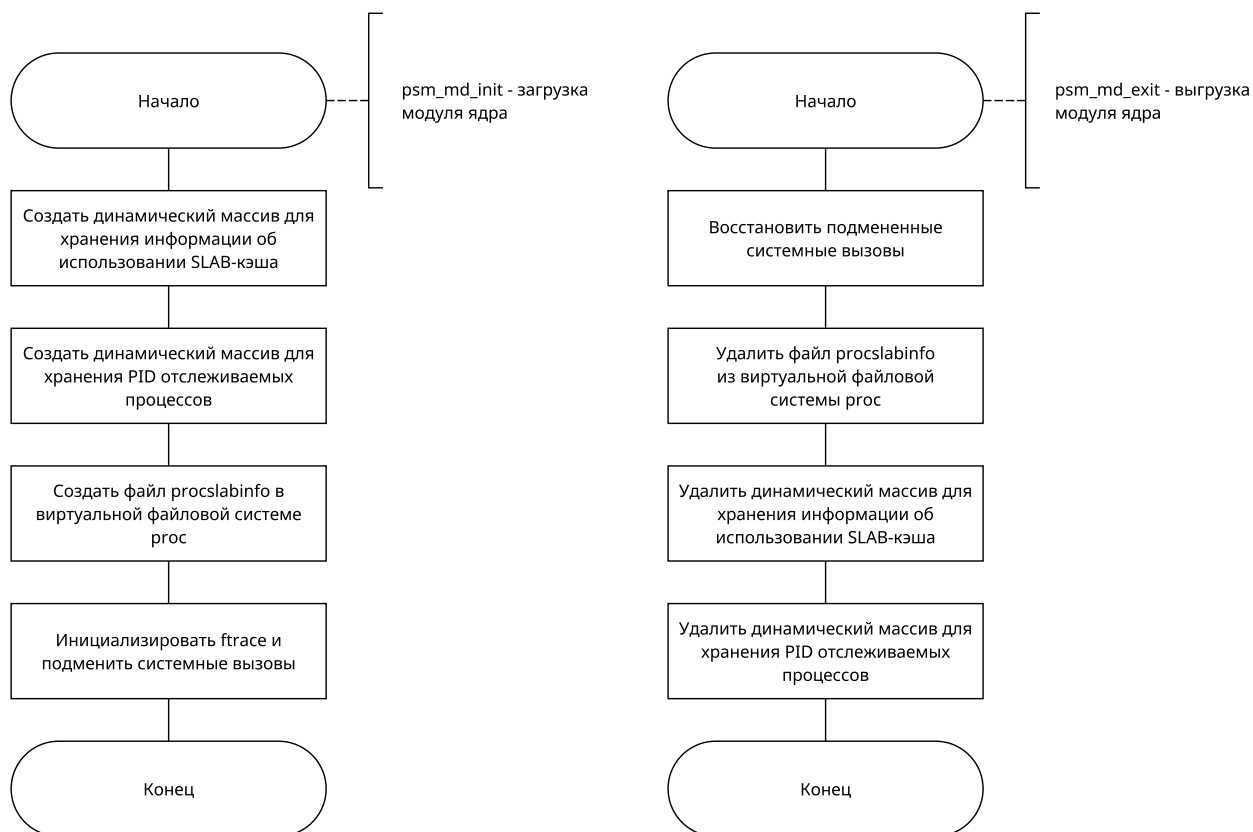 Начало
psm_md_init - загрузка
модуля ядра
Создать динамический массив для
хранения информации об
использовании SLAB-кэша
Создать динамический массив для
хранения PID отслеживаемых
процессов
Создать файл procslabinfo в
виртуальной файловой системе
proc
Инициализировать ftrace и
подменить системные вызовы
Конец
Начало
psm_md_exit - выгрузка
модуля ядра
Восстановить подмененные
системные вызовы
Удалить файл procslabinfo
из виртуальной файловой
системы proc
Удалить динамический массив для
хранения информации об
использовании SLAB-кэша
Удалить динамический массив для
хранения PID отслеживаемых
процессов
Конец